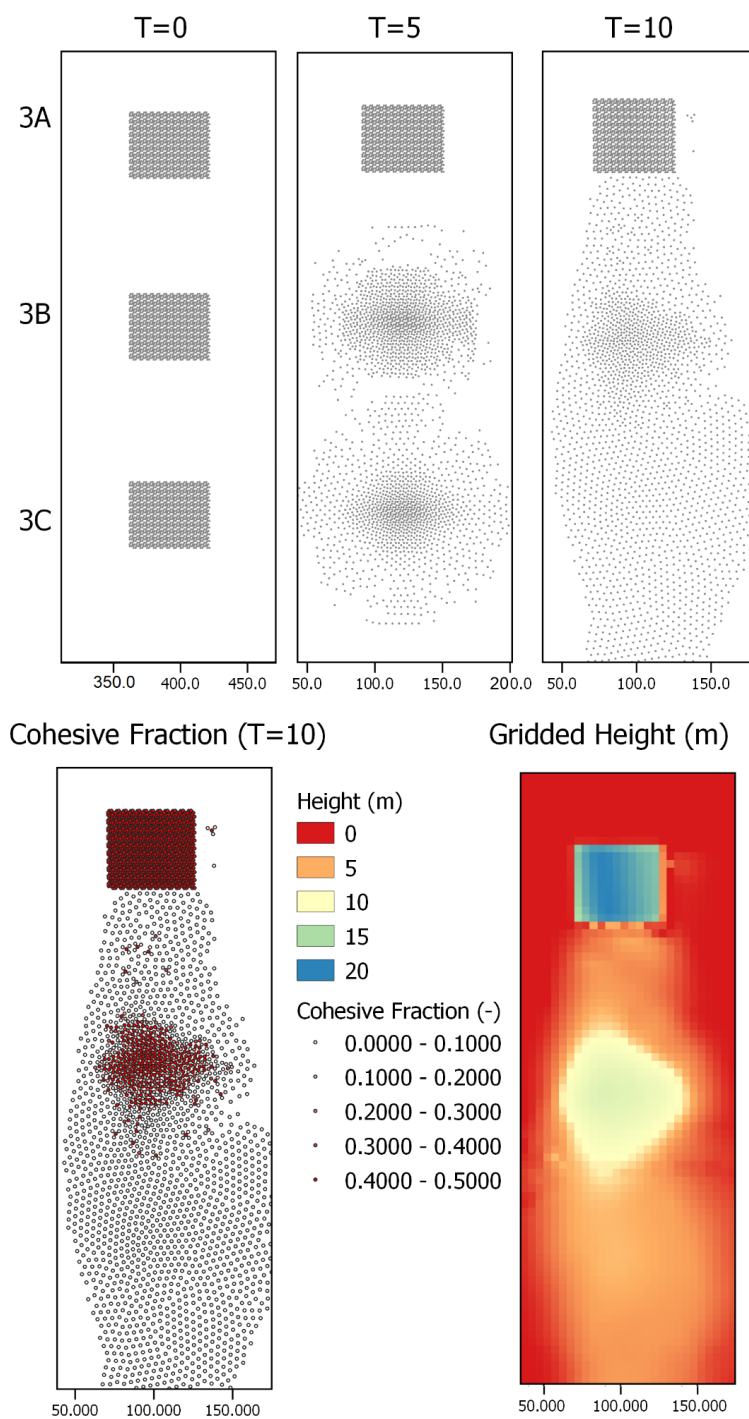 T=0 T=5 T=10
3A
3B
3C
350.0 400.0 450.0 50.0 100.0 150.0 200.0 50.0 100.0 150.0
Cohesive Fraction (T=10) Gridded Height (m)
Height (m)
0
5
10
15
20
Cohesive Fraction (-)
0.0000 - 0.1000
0.1000 - 0.2000
0.2000 - 0.3000
0.3000 - 0.4000
0.4000 - 0.5000
50.000 100.000 150.000 50.000 100.000 150.000